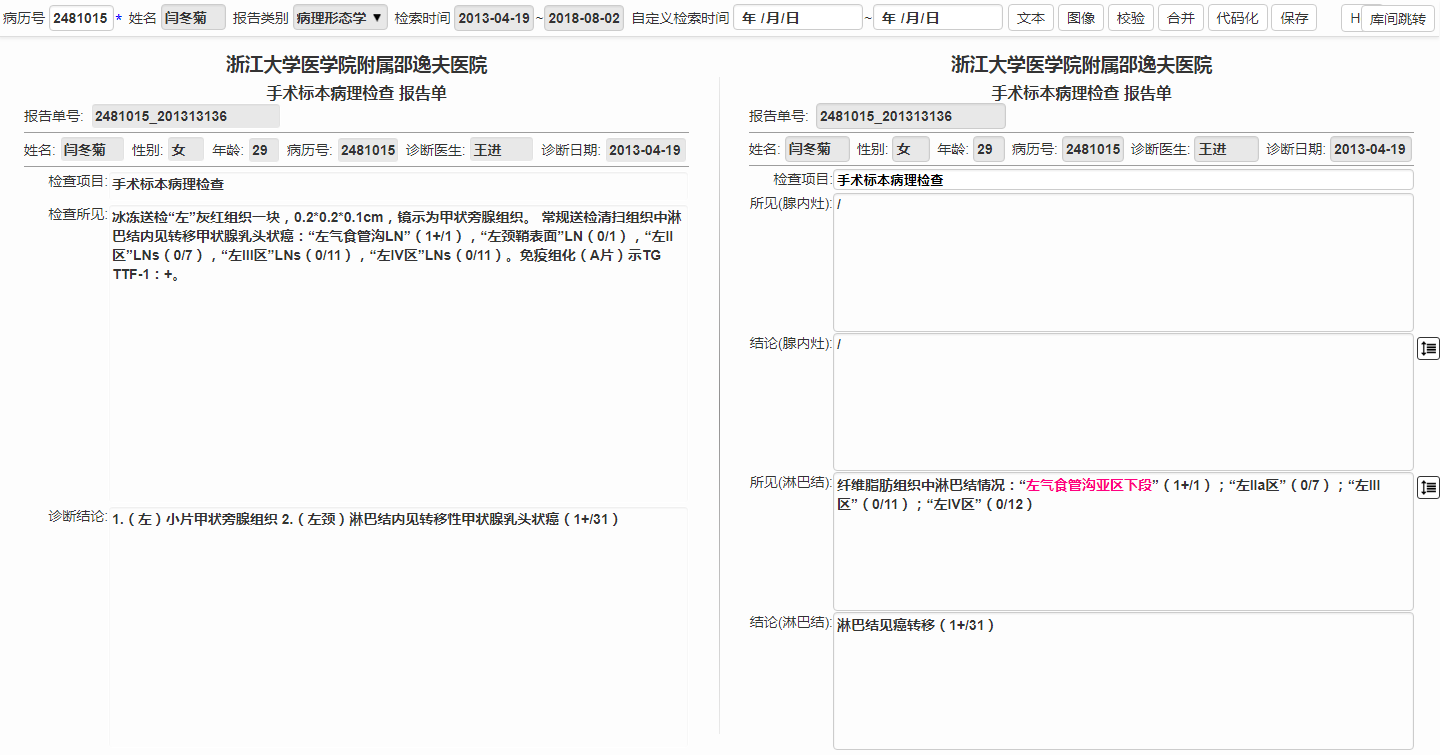 病历号 2481015 * 姓名 闫冬菊 报告类别 病理形态学 ▼ 检索时间 2013-04-19 ~ 2018-08-02 自定义检索时间 年 /月/日 ~ 年 /月/日 文本 图像 校验 合并 代码化 保存 H 库间跳转
浙江大学医学院附属邵逸夫医院
手术标本病理检查 报告单
报告单号: 2481015_201313136
姓名: 闫冬菊 性别: 女 年龄: 29 病历号: 2481015 诊断医生: 王进 诊断日期: 2013-04-19
检查项目: 手术标本病理检查
检查所见: 冰冻送检“左”灰红组织一块，0.2*0.2*0.1cm，镜示为甲状旁腺组织。 常规送检清扫组织中淋
巴结内见转移甲状腺乳头状癌：“左气食管沟LN”（1+/1），“左颈鞘表面”LN（0/1），“左II
区”LNs（0/7），“左III区”LNs（0/11），“左IV区”LNs（0/11）。免疫组化（A片）示TG
TTF-1：+。
诊断结论: 1.（左）小片甲状旁腺组织 2.（左颈）淋巴结内见转移性甲状腺乳头状癌（1+/31）
浙江大学医学院附属邵逸夫医院
手术标本病理检查 报告单
报告单号: 2481015_201313136
姓名: 闫冬菊 性别: 女 年龄: 29 病历号: 2481015 诊断医生: 王进 诊断日期: 2013-04-19
检查项目: 手术标本病理检查
所见(腺内灶): /
结论(腺内灶): /
所见(淋巴结): 纤维脂肪组织中淋巴结情况：“左气食管沟亚区下段”（1+/1）；“左IIa区”（0/7）；“左III
区”（0/11）；“左IV区”（0/12）
结论(淋巴结): 淋巴结见癌转移（1+/31）